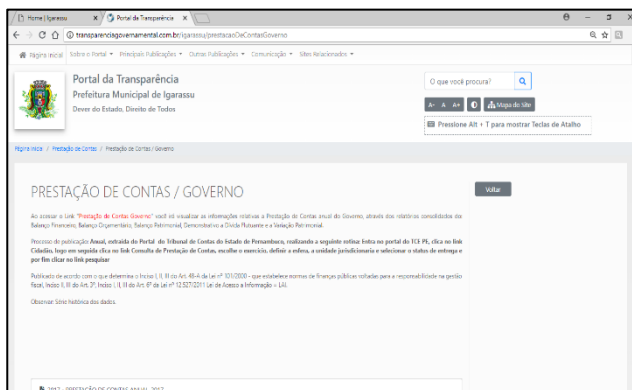 Home | Igarassu
Portal da Transparência
transparenciagovernamental.com.br/igarassu/prestacaoDeContasGoverno
Página Inicial Sobre o Portal Principais Publicações Outras Publicações Comunicação Sites Relacionados
Portal da Transparência
Prefeitura Municipal de Igarassu
Dever do Estado, Direito de Todos
O que você procura?
A- A A+ Mapa do Site
Pressione Alt + T para mostrar Teclas de Atalho
Página Inicial / Prestação de Contas / Prestação de Contas / Governo
PRESTAÇÃO DE CONTAS / GOVERNO
Voltar
Ao acessar o Link "Prestação de Contas Governo" você irá visualizar as informações relativas a Prestação de Contas anual do Governo, através dos relatórios consolidados do:
Balanço Financeiro, Balanço Orçamentário, Balanço Patrimonial, Demonstrativo a Dívida Flutuante e a Variação Patrimonial.
Processo de publicação: Anual, extraída do Portal do Tribunal de Contas do Estado de Pernambuco, realizando a seguinte rotina: Entra no portal do TCE PE, clica no link
Cidadão, logo em seguida clica no link Consulta de Prestação de Contas, escolhe o exercício, definir a esfera, a unidade jurisdicionaria e selecionar o status de entrega e
por fim clicar no link pesquisar
Publicado de acordo com o que determina o Inciso I, II, III do Art. 48-A da Lei nº 101/2000 - que estabelece normas de finanças públicas voltadas para a responsabilidade na gestão
fiscal, Inciso II, III do Art. 3º, Inciso I, II, III do Art. 6º da Lei nº 12.527/2011 Lei de Acesso a Informação – LAI.
Observar: Série histórica dos dados.
2017 - PRESTAÇÃO DE CONTAS ANUAL 2017